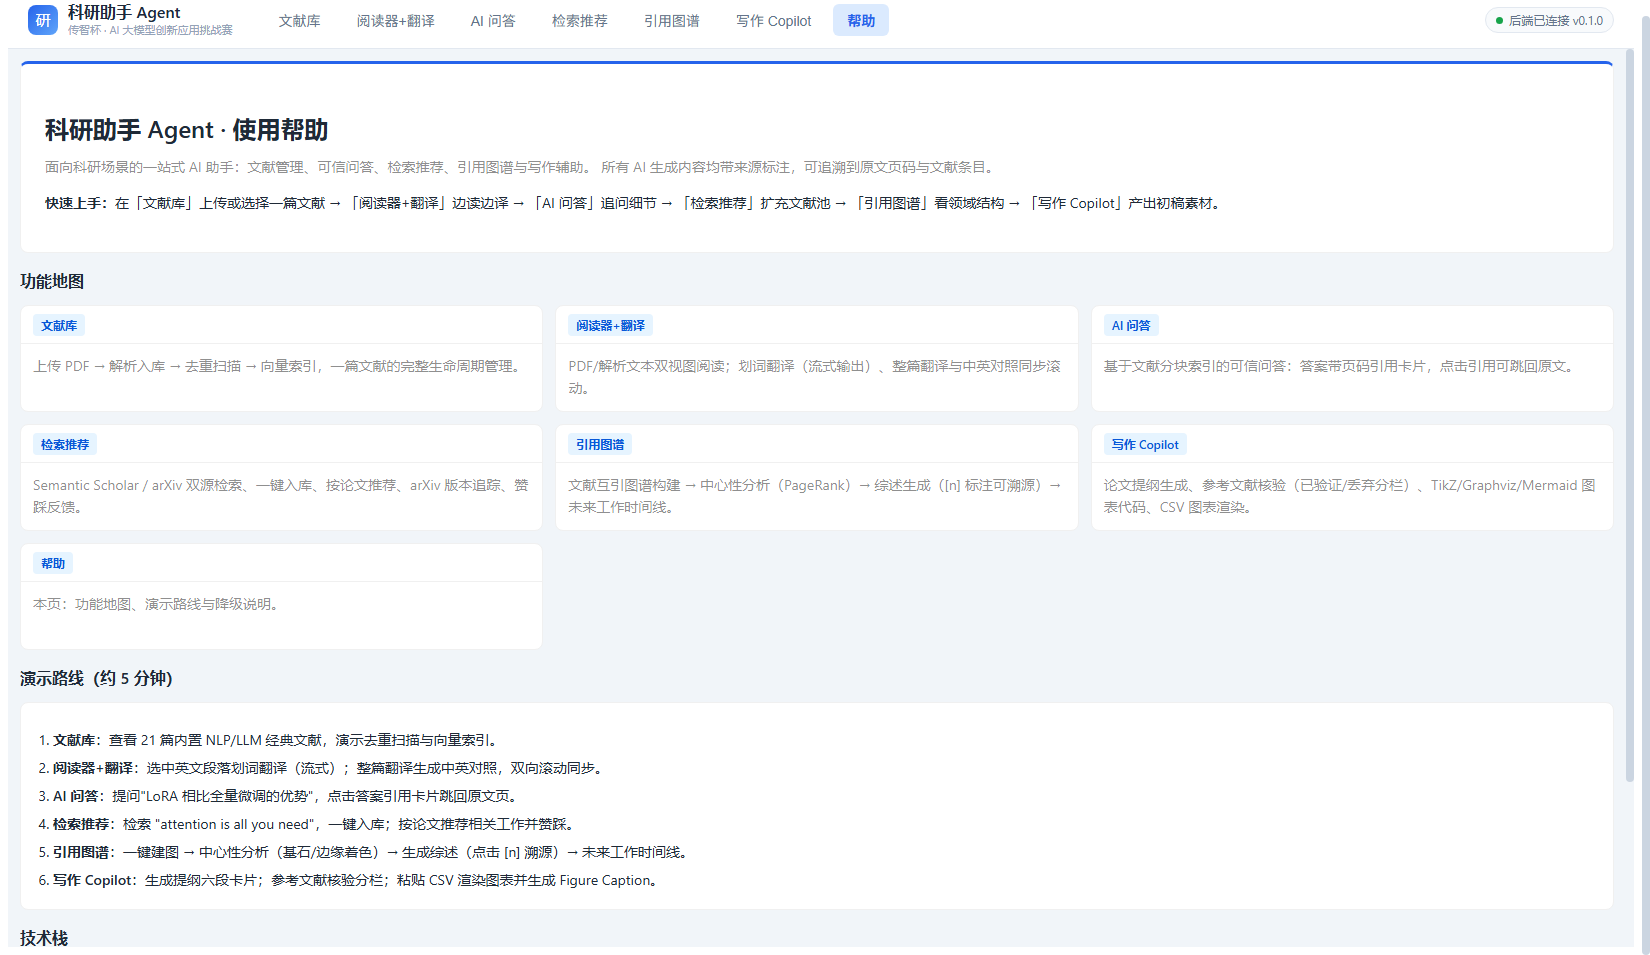 研
科研助手 Agent
传智杯 · AI 大模型创新应用挑战赛
文献库
阅读器+翻译
AI 问答
检索推荐
引用图谱
写作 Copilot
帮助
后端已连接 v0.1.0
科研助手 Agent · 使用帮助
面向科研场景的一站式 AI 助手：文献管理、可信问答、检索推荐、引用图谱与写作辅助。 所有 AI 生成内容均带来源标注，可追溯到原文页码与文献条目。
快速上手：在「文献库」上传或选择一篇文献 → 「阅读器+翻译」边读边译 → 「AI 问答」追问细节 → 「检索推荐」扩充文献池 → 「引用图谱」看领域结构 → 「写作 Copilot」产出初稿素材。
功能地图
文献库
上传 PDF → 解析入库 → 去重扫描 → 向量索引，一篇文献的完整生命周期管理。
阅读器+翻译
PDF/解析文本双视图阅读；划词翻译（流式输出）、整篇翻译与中英对照同步滚
动。
AI 问答
基于文献分块索引的可信问答：答案带页码引用卡片，点击引用可跳回原文。
检索推荐
Semantic Scholar / arXiv 双源检索、一键入库、按论文推荐、arXiv 版本追踪、赞
踩反馈。
引用图谱
文献互引图谱构建 → 中心性分析（PageRank）→ 综述生成（[n] 标注可溯源）→
未来工作时间线。
写作 Copilot
论文提纲生成、参考文献核验（已验证/丢弃分栏）、TikZ/Graphviz/Mermaid 图
表代码、CSV 图表渲染。
帮助
本页：功能地图、演示路线与降级说明。
演示路线（约 5 分钟）
1. 文献库：查看 21 篇内置 NLP/LLM 经典文献，演示去重扫描与向量索引。
2. 阅读器+翻译：选中英文段落划词翻译（流式）；整篇翻译生成中英对照，双向滚动同步。
3. AI 问答：提问"LoRA 相比全量微调的优势"，点击答案引用卡片跳回原文页。
4. 检索推荐：检索 "attention is all you need"，一键入库；按论文推荐相关工作并赞踩。
5. 引用图谱：一键建图 → 中心性分析（基石/边缘着色）→ 生成综述（点击 [n] 溯源）→ 未来工作时间线。
6. 写作 Copilot：生成提纲六段卡片；参考文献核验分栏；粘贴 CSV 渲染图表并生成 Figure Caption。
技术栈